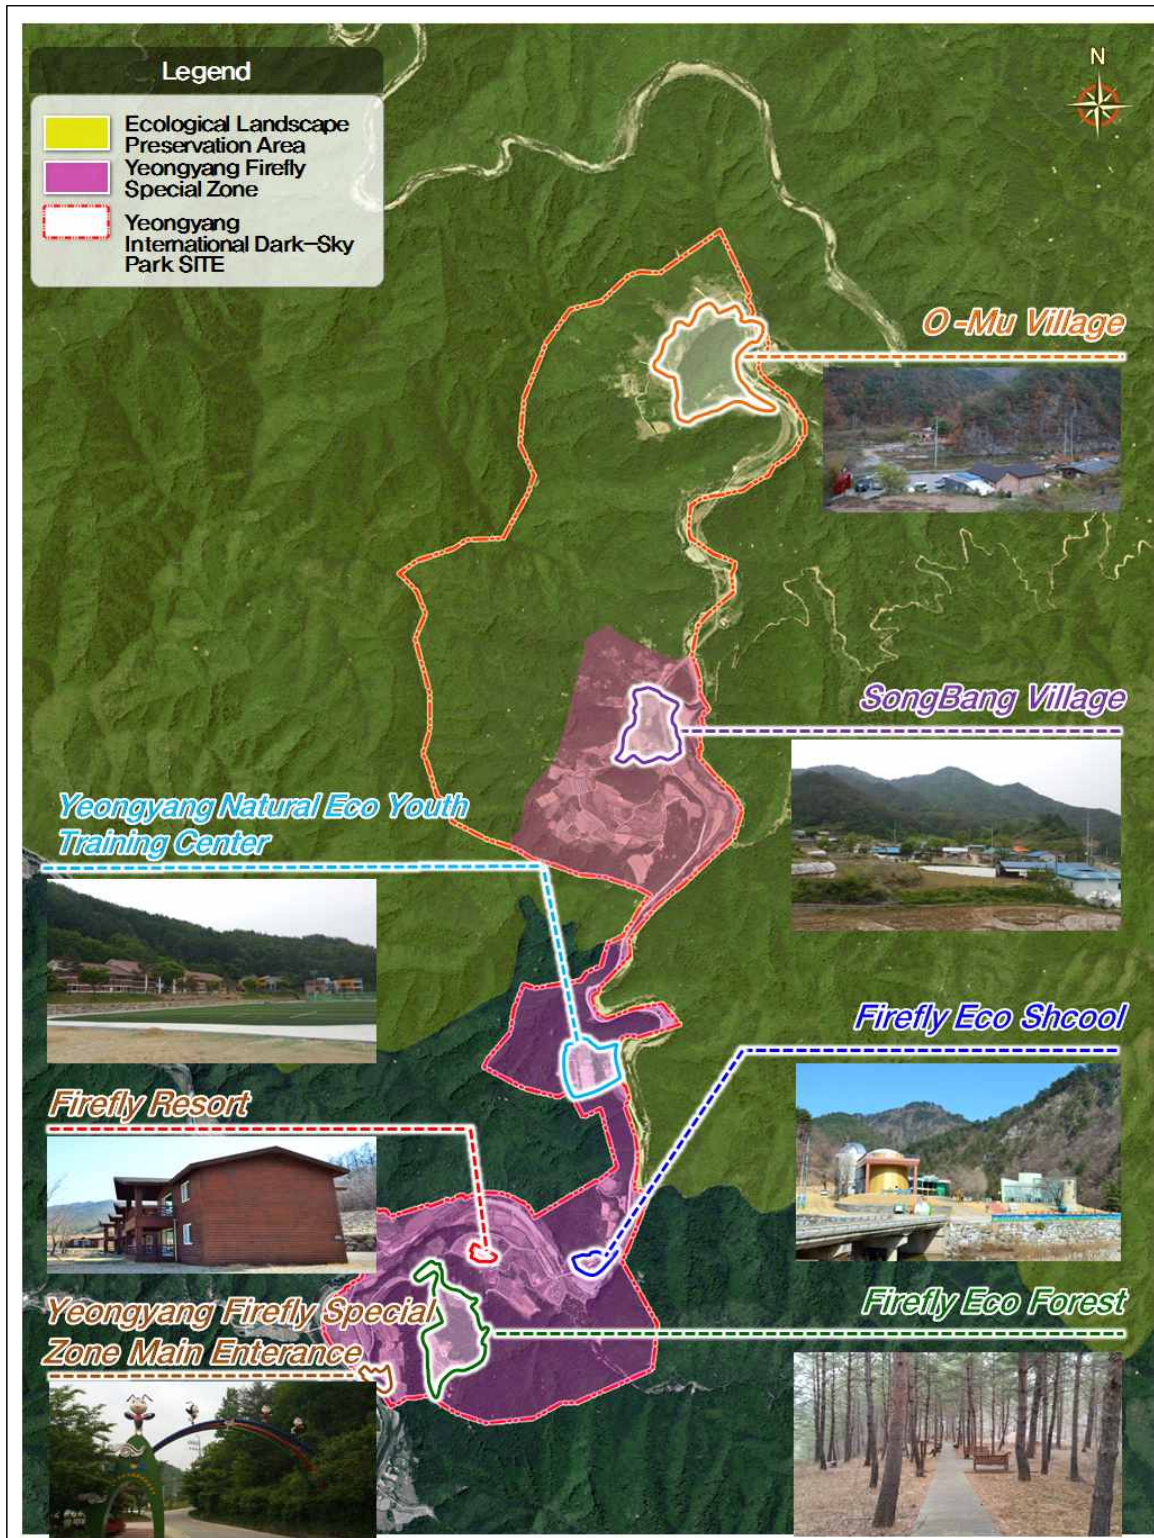 Legend
Ecological Landscape
Preservation Area
Yeongyang Firefly
Special Zone
Yeongyang
International Dark-Sky
Park SITE
N
O -Mu Village
SongBang Village
Yeongyang Natural Eco Youth
Training Center
Firefly Eco Shcool
Firefly Resort
Yeongyang Firefly Special
Zone Main Enterance
Firefly Eco Forest